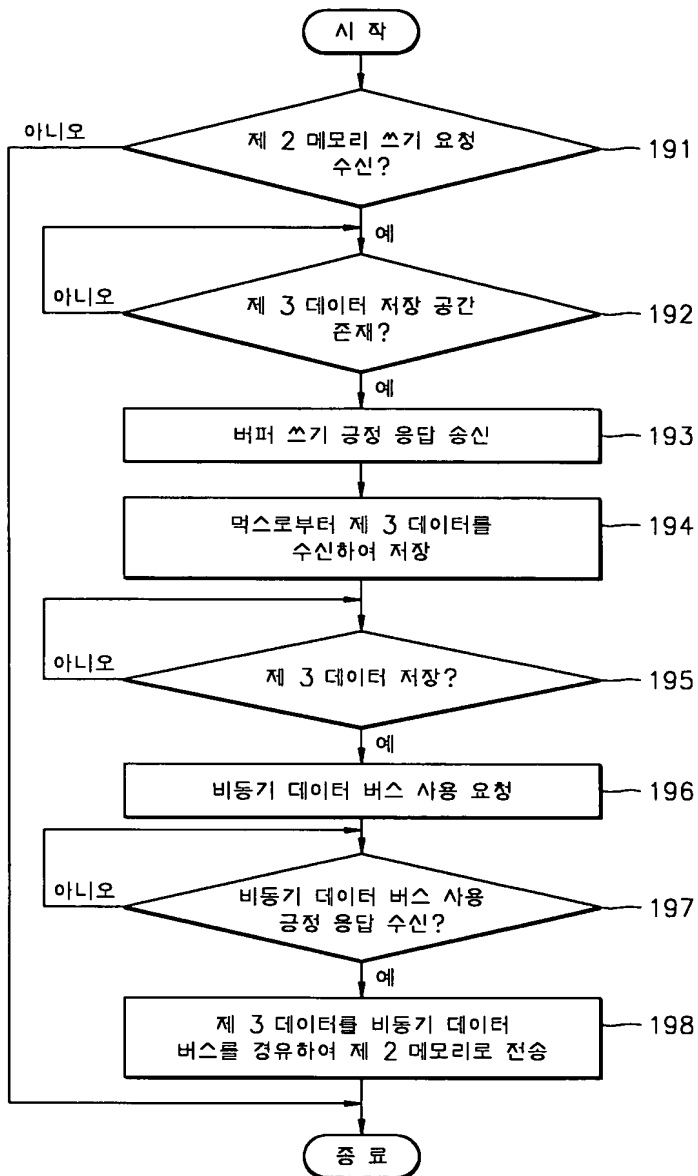 시 작
아니오
제 2 메모리 쓰기 요청
수신?
191
예
아니오
제 3 데이터 저장 공간
존재?
192
예
버퍼 쓰기 긍정 응답 송신
193
먹스로부터 제 3 데이터를
수신하여 저장
194
아니오
제 3 데이터 저장?
195
예
비동기 데이터 버스 사용 요청
196
아니오
비동기 데이터 버스 사용
긍정 응답 수신?
197
예
제 3 데이터를 비동기 데이터
버스를 경유하여 제 2 메모리로 전송
198
종 료